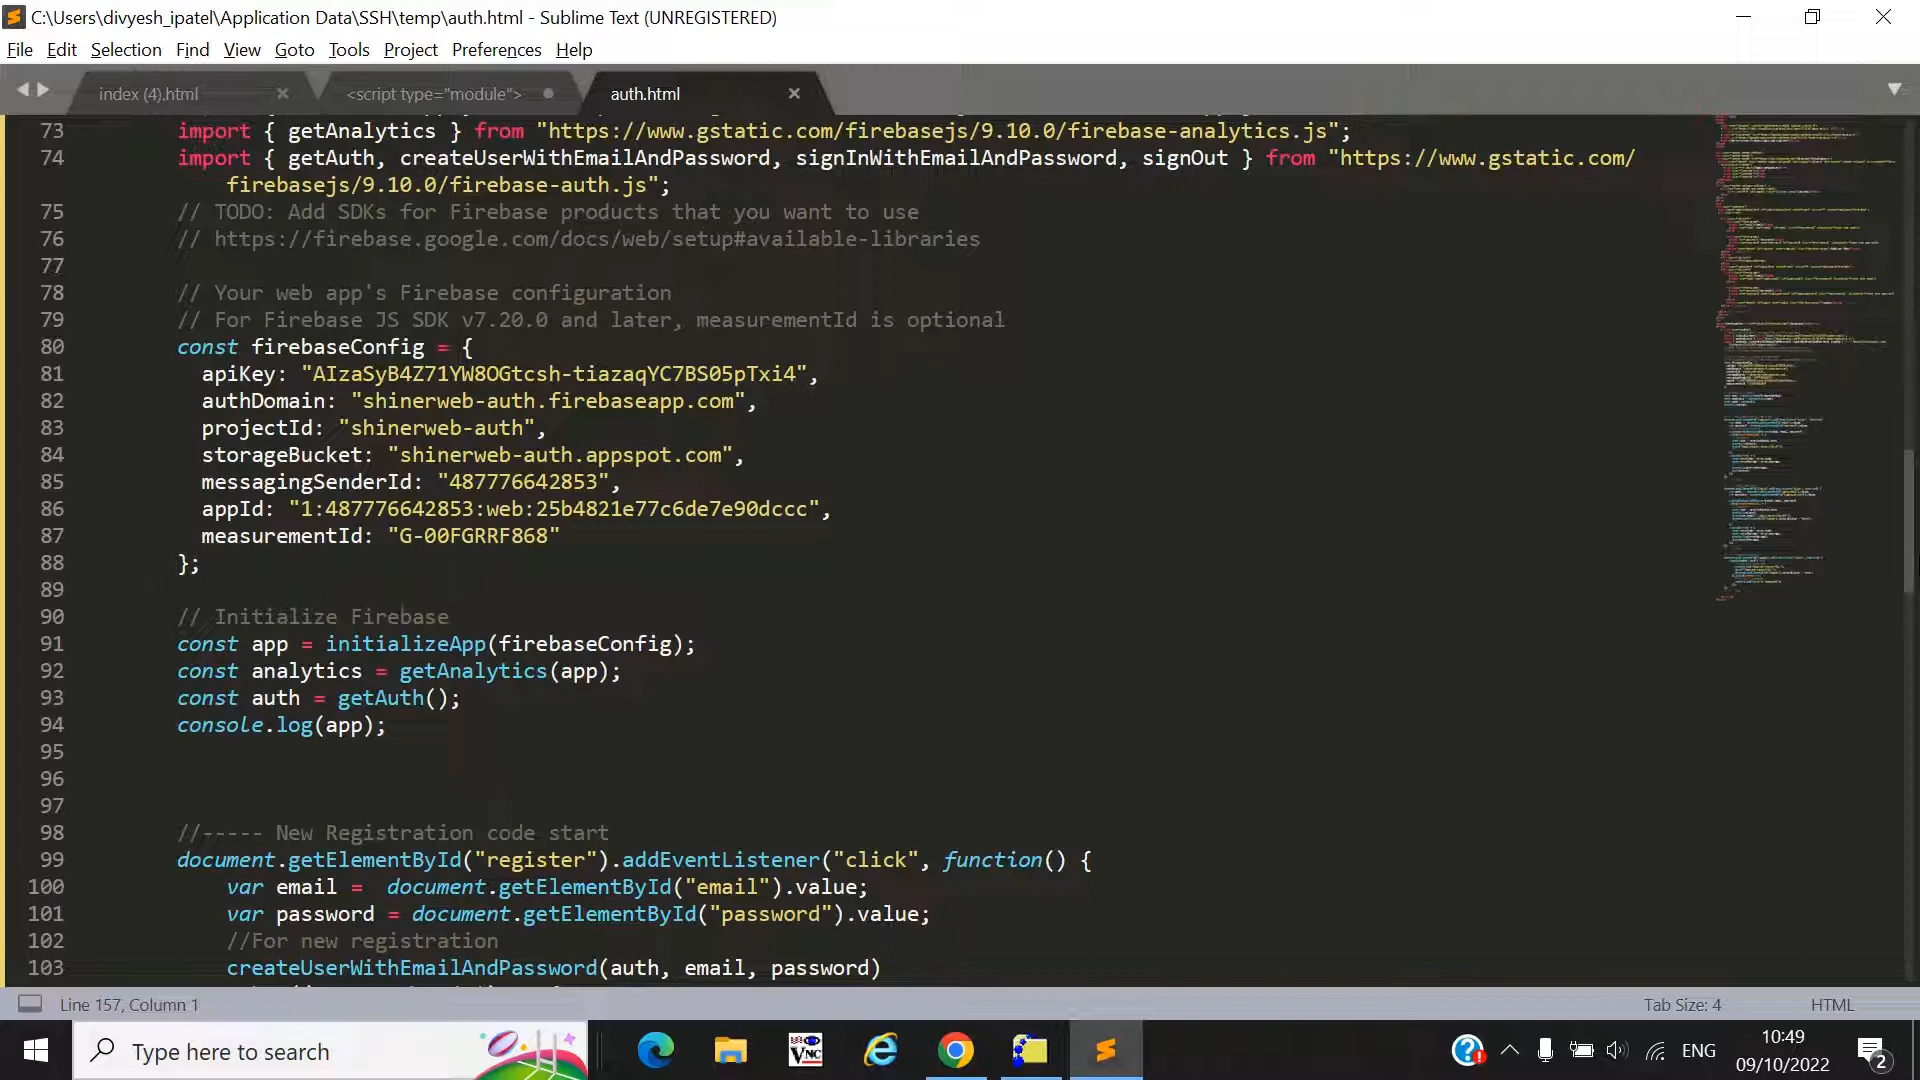 C:\Users\divyesh_ipatel\Application Data\SSH\temp\auth.html - Sublime Text (UNREGISTERED)
File Edit Selection Find View Goto Tools Project Preferences Help
index (4).html <script type="module"> auth.html
73 import { getAnalytics } from "https://www.gstatic.com/firebasejs/9.10.0/firebase-analytics.js";
74 import { getAuth, createUserWithEmailAndPassword, signInWithEmailAndPassword, signOut } from "https://www.gstatic.com/
firebasejs/9.10.0/firebase-auth.js";
75 // TODO: Add SDKs for Firebase products that you want to use
76 // https://firebase.google.com/docs/web/setup#available-libraries
77
78 // Your web app's Firebase configuration
79 // For Firebase JS SDK v7.20.0 and later, measurementId is optional
80 const firebaseConfig = {
81 apiKey: "AIzaSyB4Z71YW8OGtcsh-tiazaqYC7BS05pTxi4",
82 authDomain: "shinerweb-auth.firebaseapp.com",
83 projectId: "shinerweb-auth",
84 storageBucket: "shinerweb-auth.appspot.com",
85 messagingSenderId: "487776642853",
86 appId: "1:487776642853:web:25b4821e77c6de7e90dccc",
87 measurementId: "G-00FGRRF868"
88 };
89
90 // Initialize Firebase
91 const app = initializeApp(firebaseConfig);
92 const analytics = getAnalytics(app);
93 const auth = getAuth();
94 console.log(app);
95
96
97
98 //----- New Registration code start
99 document.getElementById("register").addEventListener("click", function() {
100 var email = document.getElementById("email").value;
101 var password = document.getElementById("password").value;
102 //For new registration
103 createUserWithEmailAndPassword(auth, email, password)
Line 157, Column 1 Tab Size: 4 HTML
Type here to search ENG 10:49
09/10/2022 2